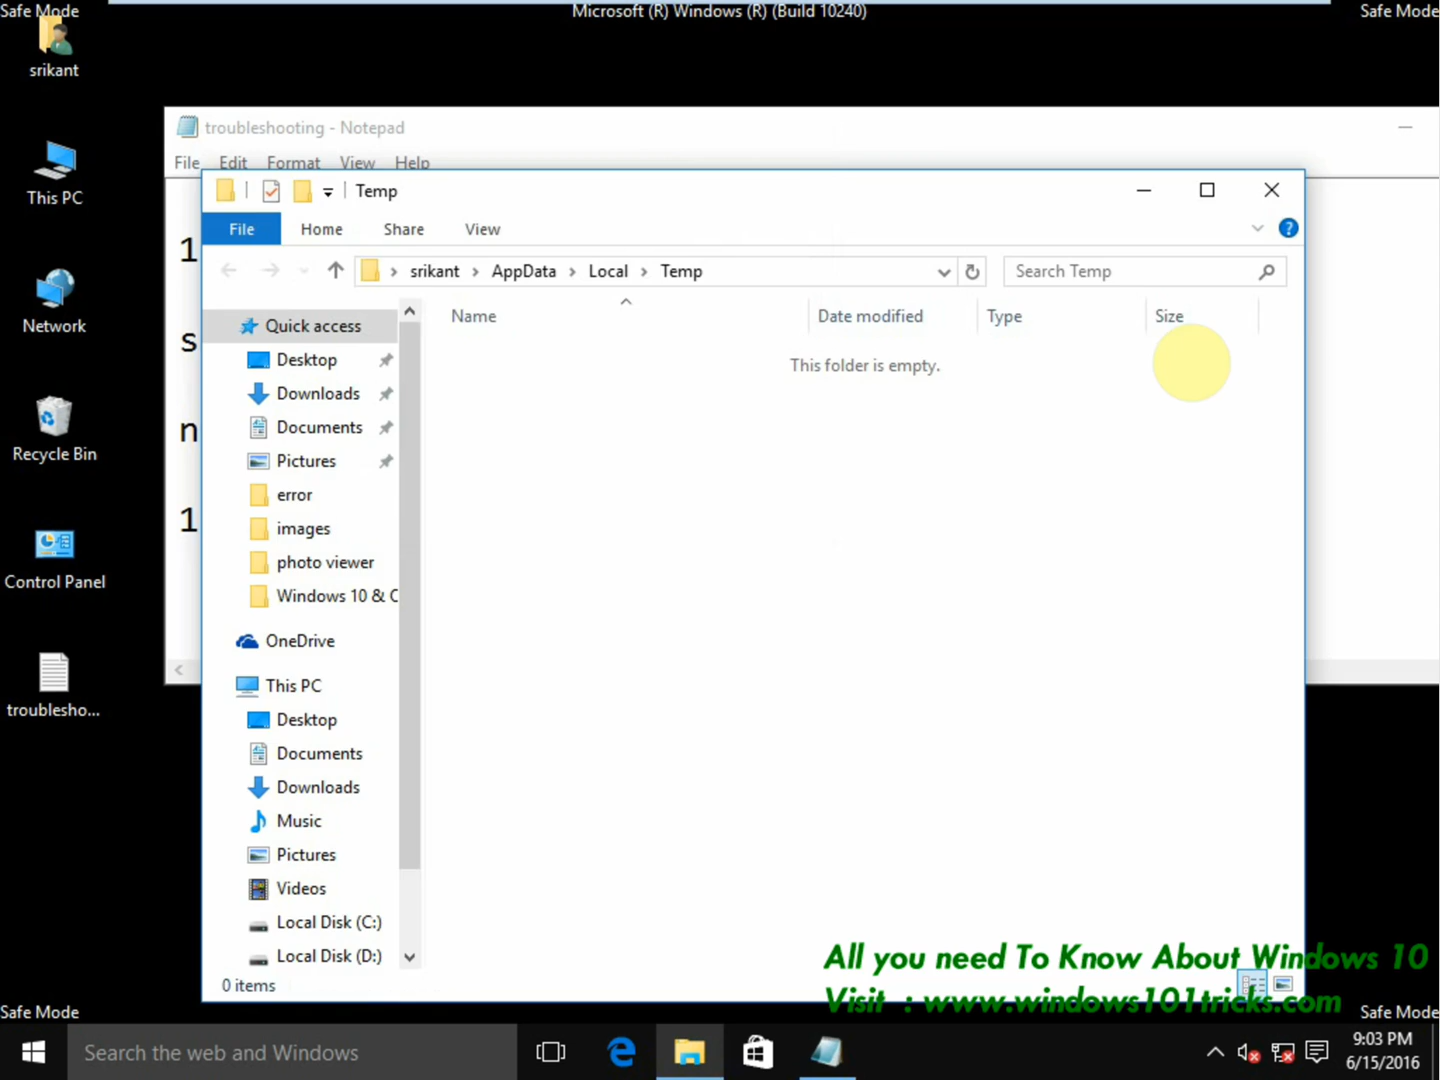 Safe Mode
Microsoft (R) Windows (R) (Build 10240)
Safe Mode
srikant
This PC
Network
Recycle Bin
Control Panel
troublesho...
troubleshooting - Notepad
File Edit Format View Help
1
s
n
1
Temp
File Home Share View
?
srikant > AppData > Local > Temp
Search Temp
Name Date modified Type Size
This folder is empty.
Quick access
Desktop
Downloads
Documents
Pictures
error
images
photo viewer
Windows 10 & C
OneDrive
This PC
Desktop
Documents
Downloads
Music
Pictures
Videos
Local Disk (C:)
Local Disk (D:)
0 items
All you need To Know About Windows 10
Visit : www.windows101tricks.com
Safe Mode
Safe Mode
Search the web and Windows
9:03 PM
6/15/2016